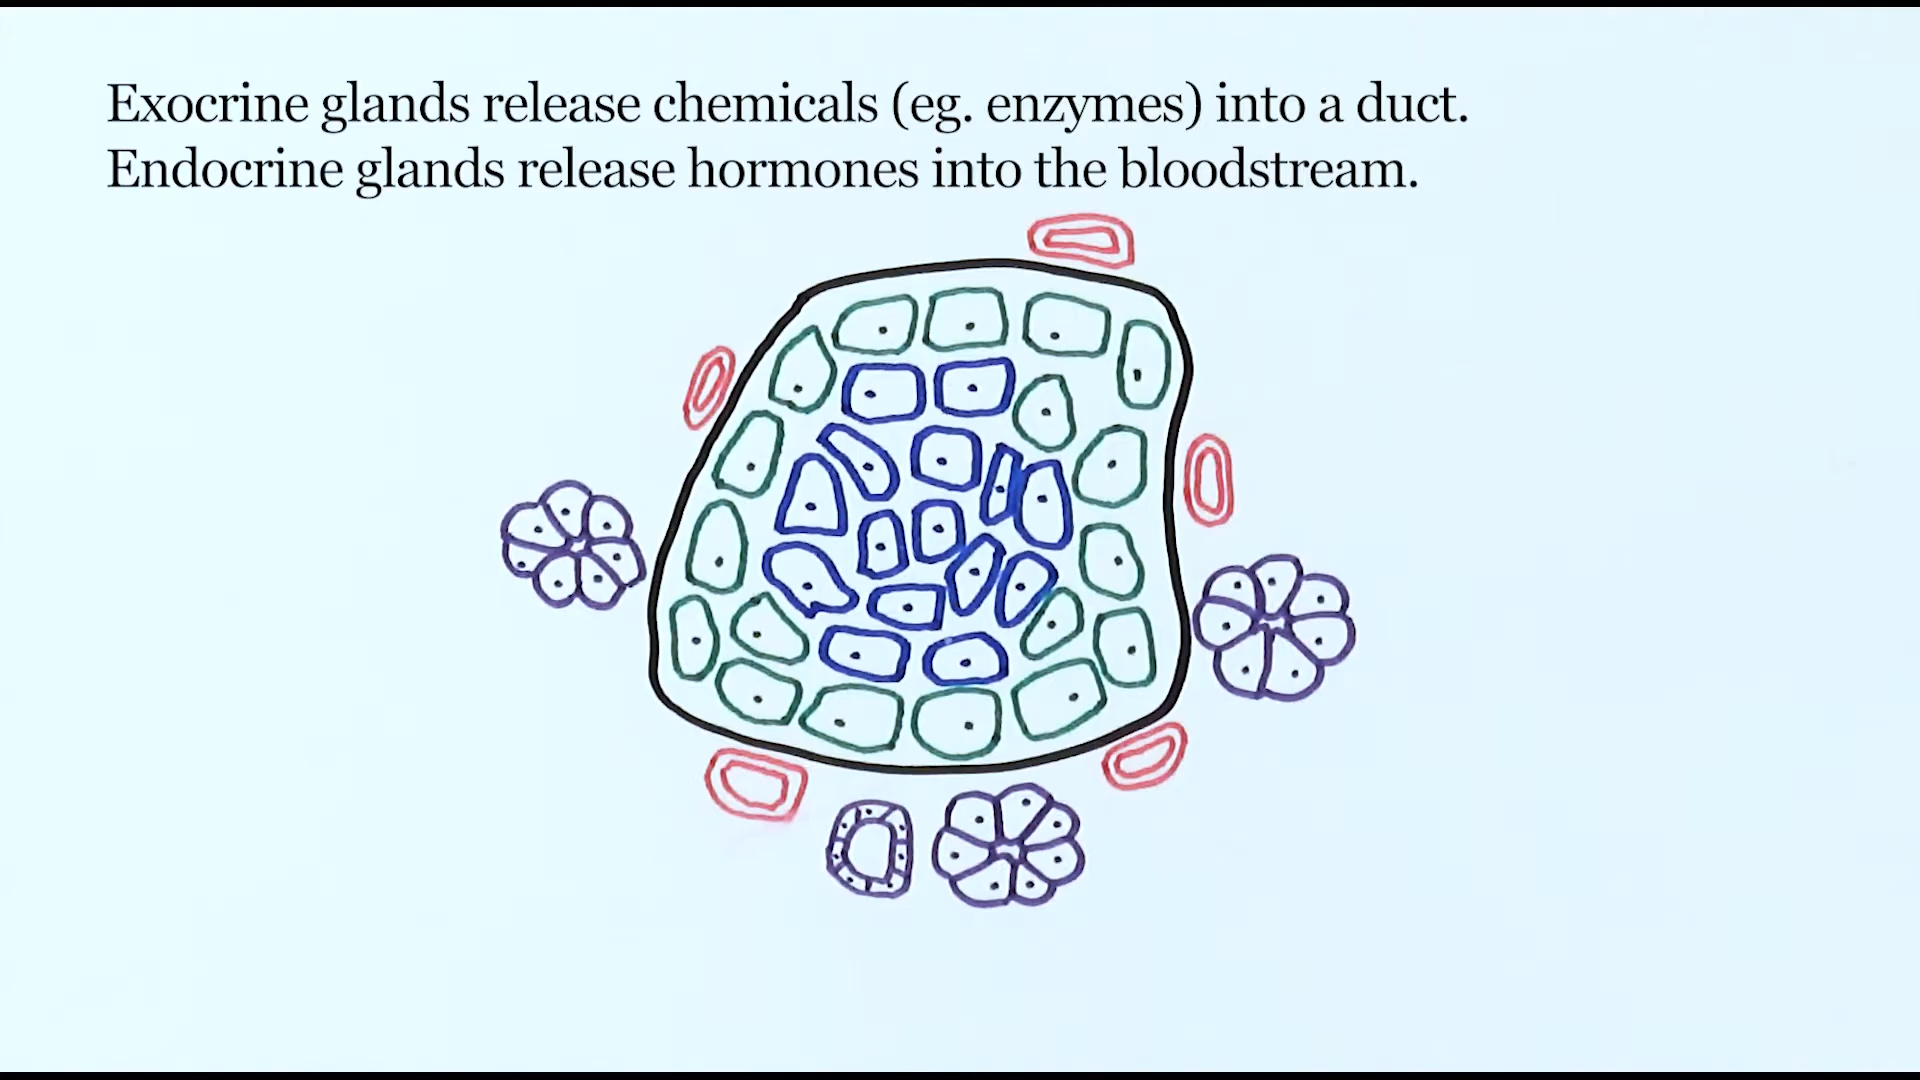 Exocrine glands release chemicals (eg. enzymes) into a duct.
Endocrine glands release hormones into the bloodstream.